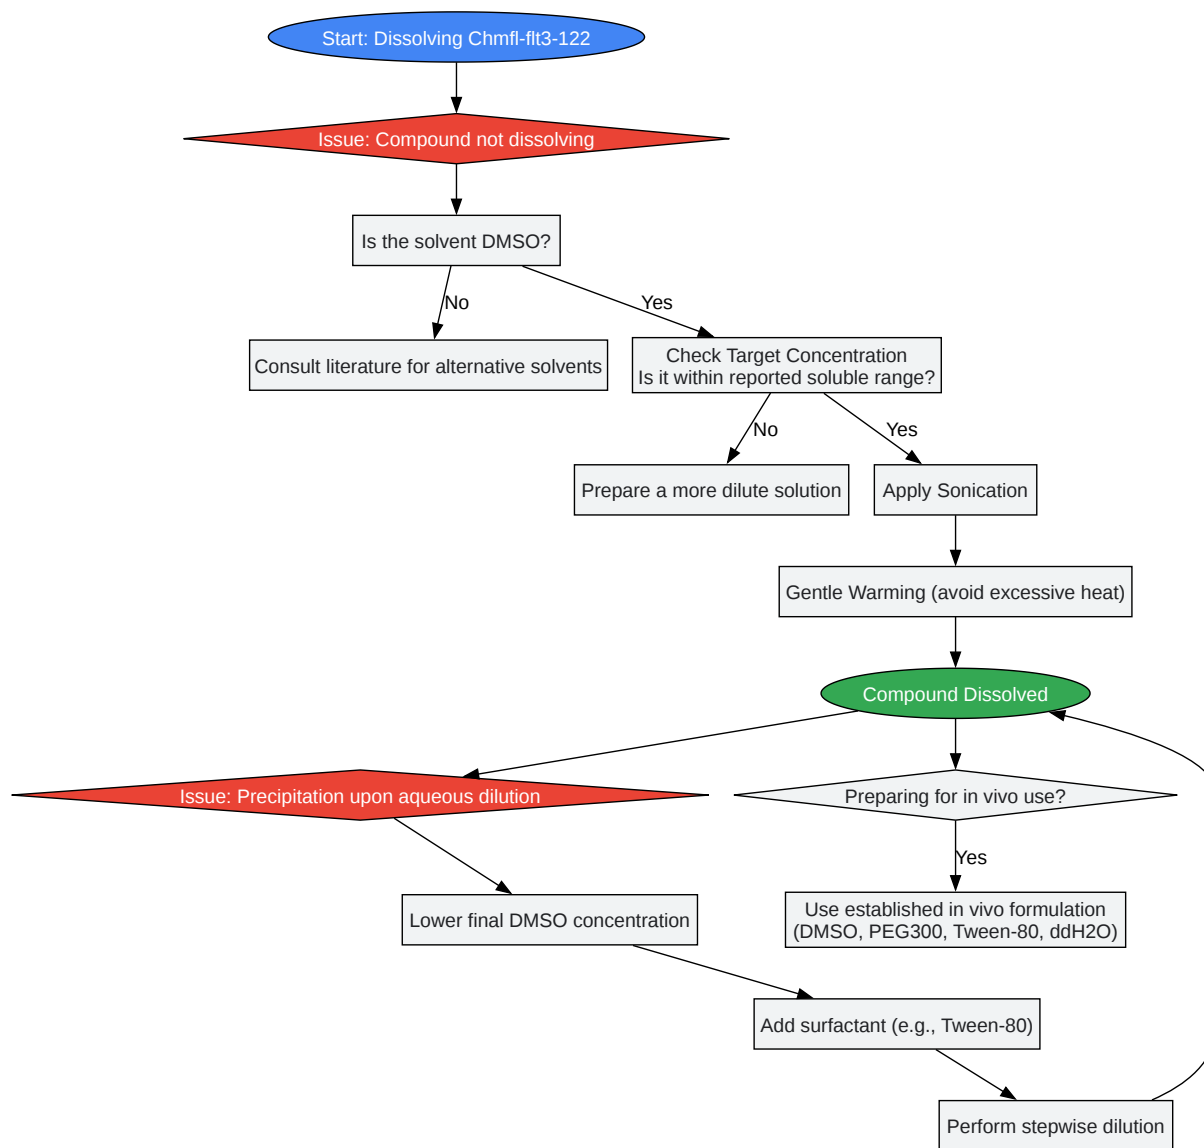 Start: Dissolving Chmfl-flt3-122
Issue: Compound not dissolving
Is the solvent DMSO?
No
Yes
Consult literature for alternative solvents
Check Target Concentration
Is it within reported soluble range?
No
Yes
Prepare a more dilute solution
Apply Sonication
Gentle Warming (avoid excessive heat)
Compound Dissolved
Issue: Precipitation upon aqueous dilution
Preparing for in vivo use?
Yes
Lower final DMSO concentration
Use established in vivo formulation
(DMSO, PEG300, Tween-80, ddH2O)
Add surfactant (e.g., Tween-80)
Perform stepwise dilution